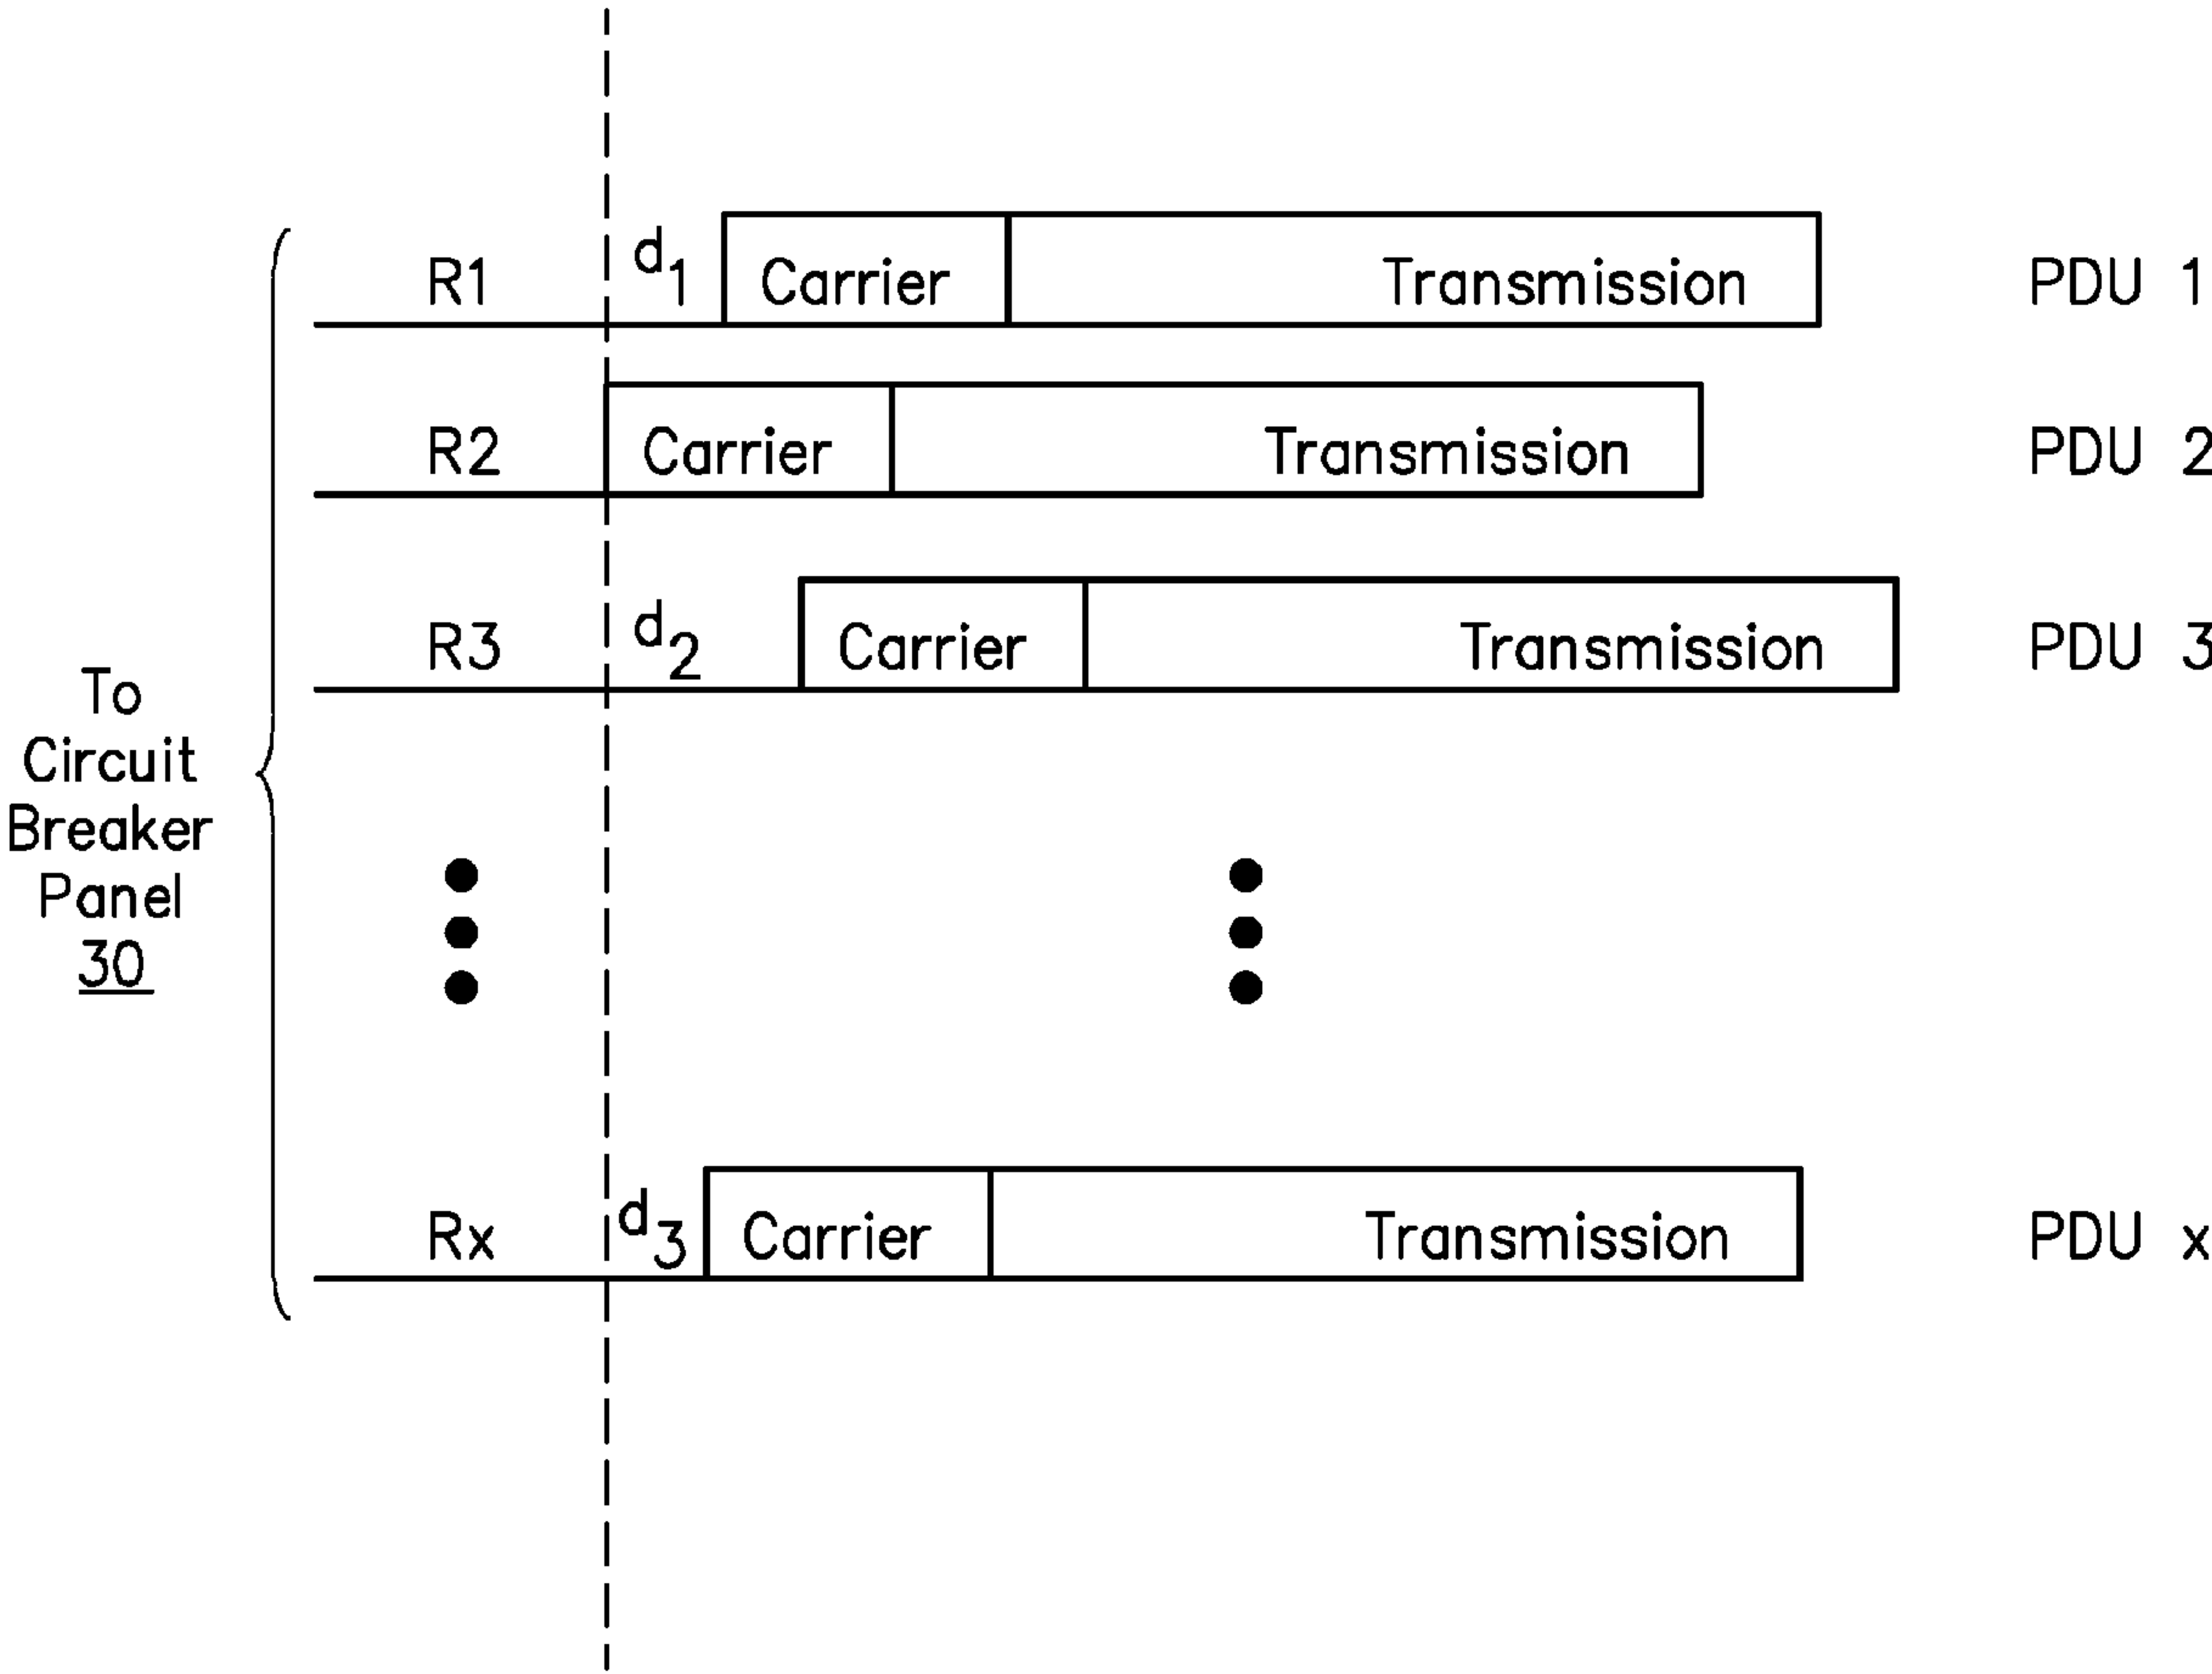 R1 d1 Carrier Transmission PDU 1
R2 Carrier Transmission PDU 2
R3 d2 Carrier Transmission PDU 3
To
Circuit
Breaker
Panel
30
Rx d3 Carrier Transmission PDU x